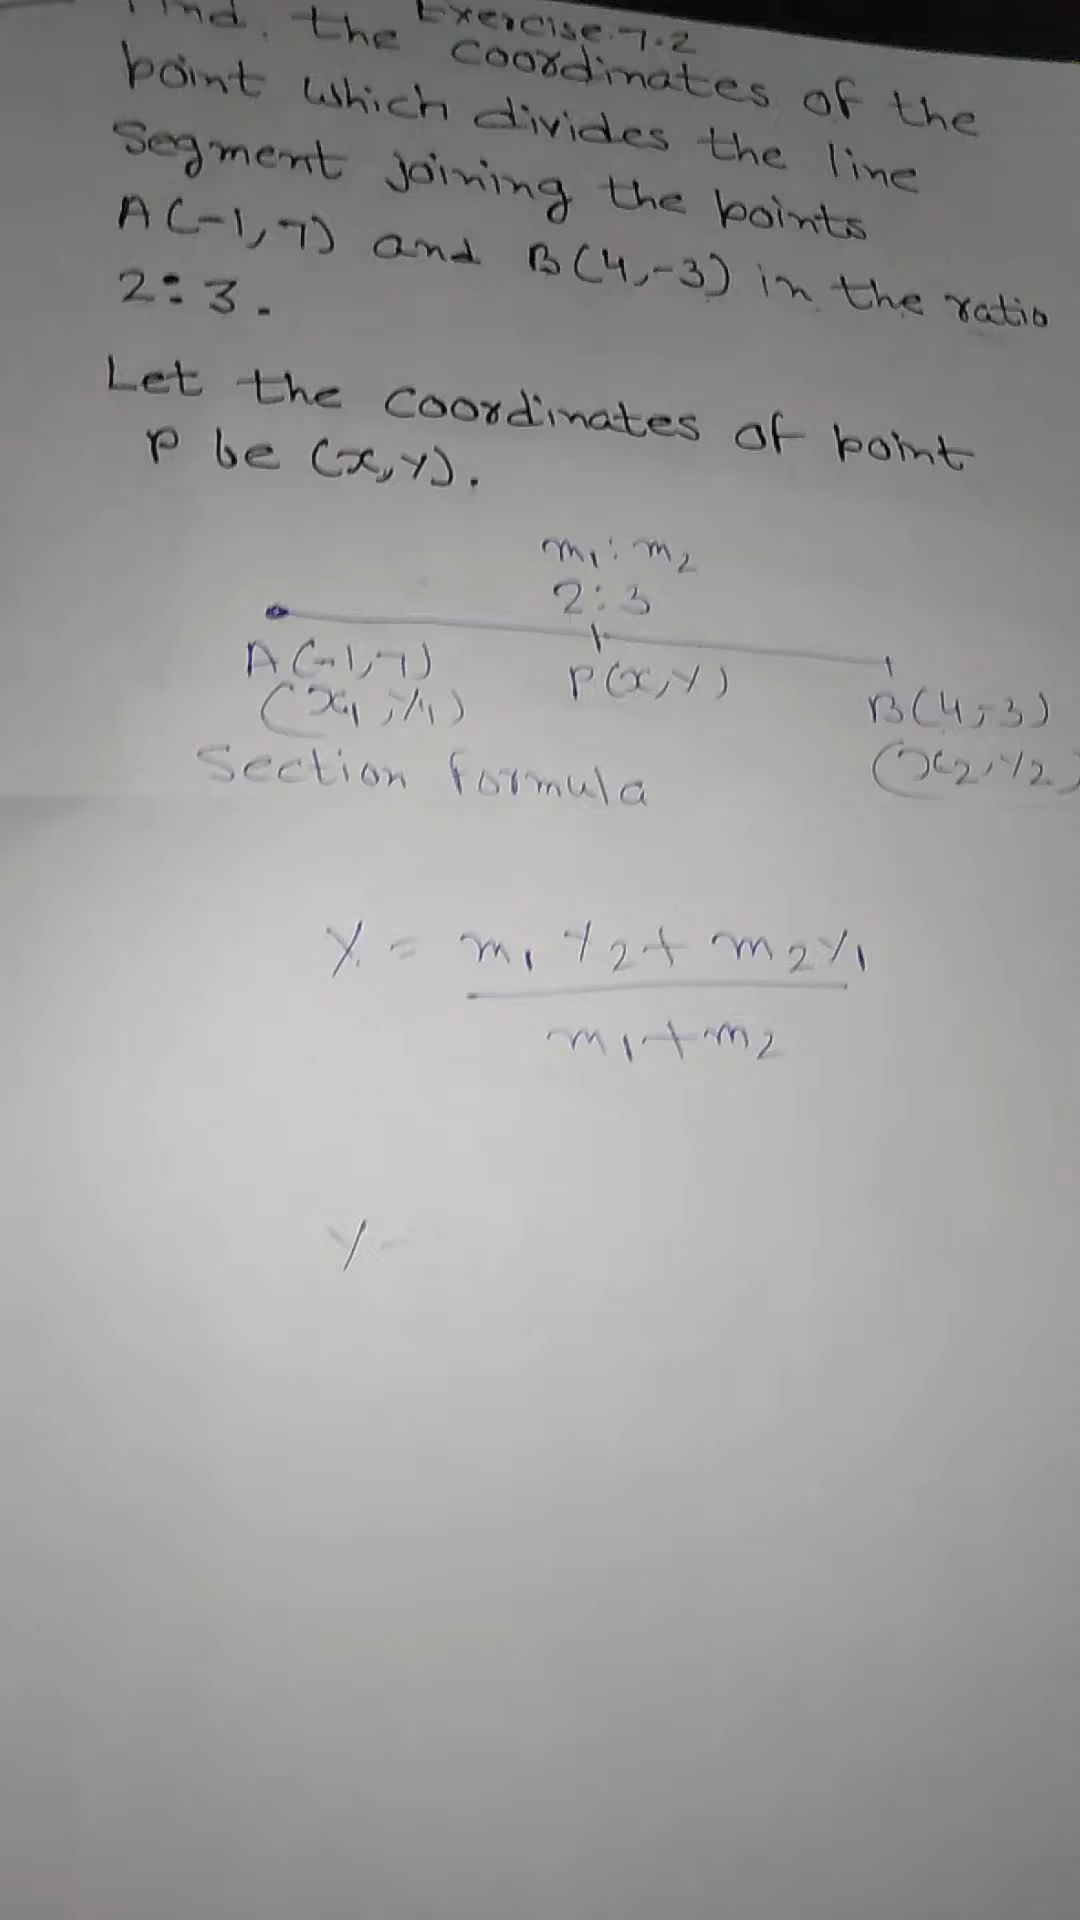 Exercise.7.2
Find. the coordinates of the
point which divides the line
segment joining the points
A(-1,7) and B(4,-3) in the ratio
2:3.
Let the coordinates of point
P be (x,y).
m₁ : m₂
2:3
A(-1,7) P(x,y) B(4,-3)
(x₁,y₁) (x₂,y₂)
Section formula
y = m₁ y₂ + m₂ y₁
m₁+m₂
y =